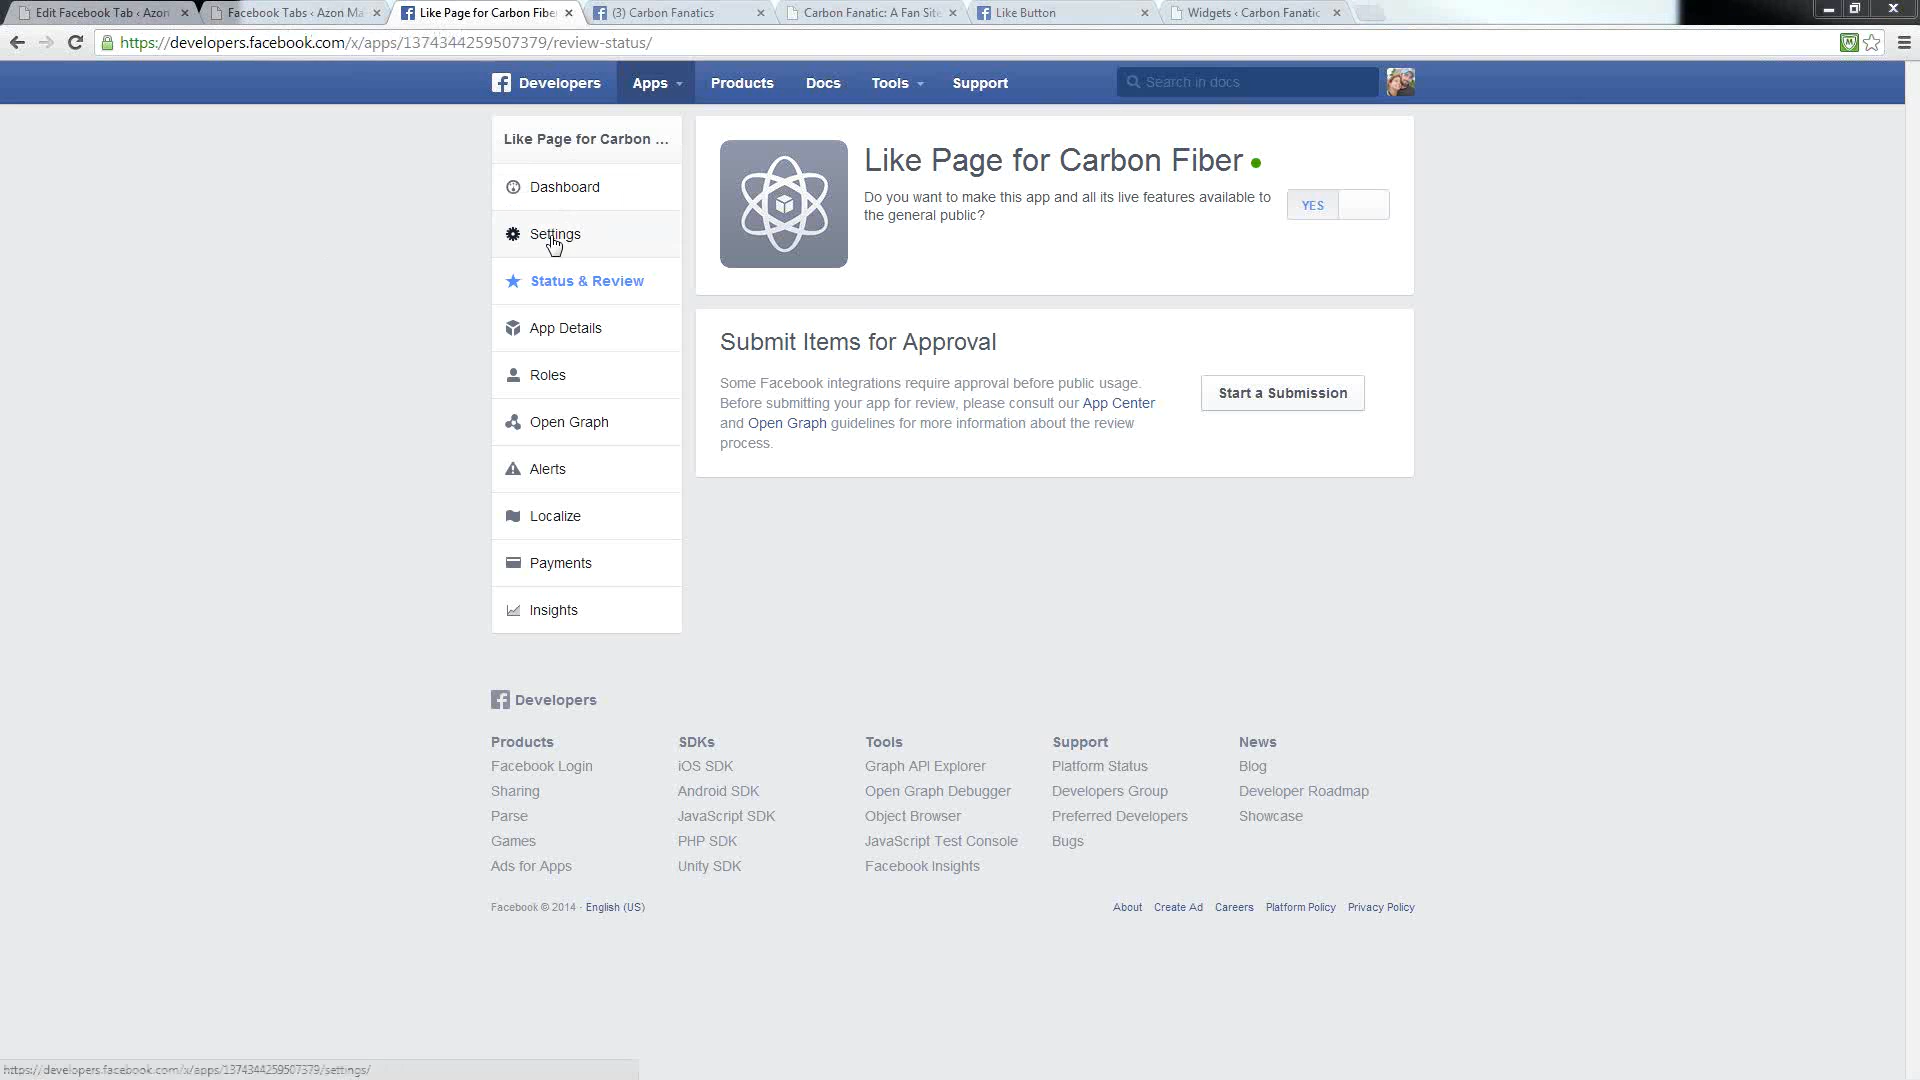 Edit Facebook Tab ‹ Azon
Facebook Tabs ‹ Azon Ma
Like Page for Carbon Fibe
(3) Carbon Fanatics
Carbon Fanatic: A Fan Site
Like Button
Widgets ‹ Carbon Fanatic
https://developers.facebook.com/x/apps/1374344259507379/review-status/
Developers
Apps
Products
Docs
Tools
Support
Search in docs
Like Page for Carbon ...
Dashboard
Settings
Status & Review
App Details
Roles
Open Graph
Alerts
Localize
Payments
Insights
Like Page for Carbon Fiber
Do you want to make this app and all its live features available to
the general public?
YES
Submit Items for Approval
Some Facebook integrations require approval before public usage.
Before submitting your app for review, please consult our App Center
and Open Graph guidelines for more information about the review
process.
Start a Submission
Developers
Products
Facebook Login
Sharing
Parse
Games
Ads for Apps
SDKs
iOS SDK
Android SDK
JavaScript SDK
PHP SDK
Unity SDK
Tools
Graph API Explorer
Open Graph Debugger
Object Browser
JavaScript Test Console
Facebook Insights
Support
Platform Status
Developers Group
Preferred Developers
Bugs
News
Blog
Developer Roadmap
Showcase
Facebook © 2014 · English (US)
About Create Ad Careers Platform Policy Privacy Policy
https://developers.facebook.com/x/apps/1374344259507379/settings/